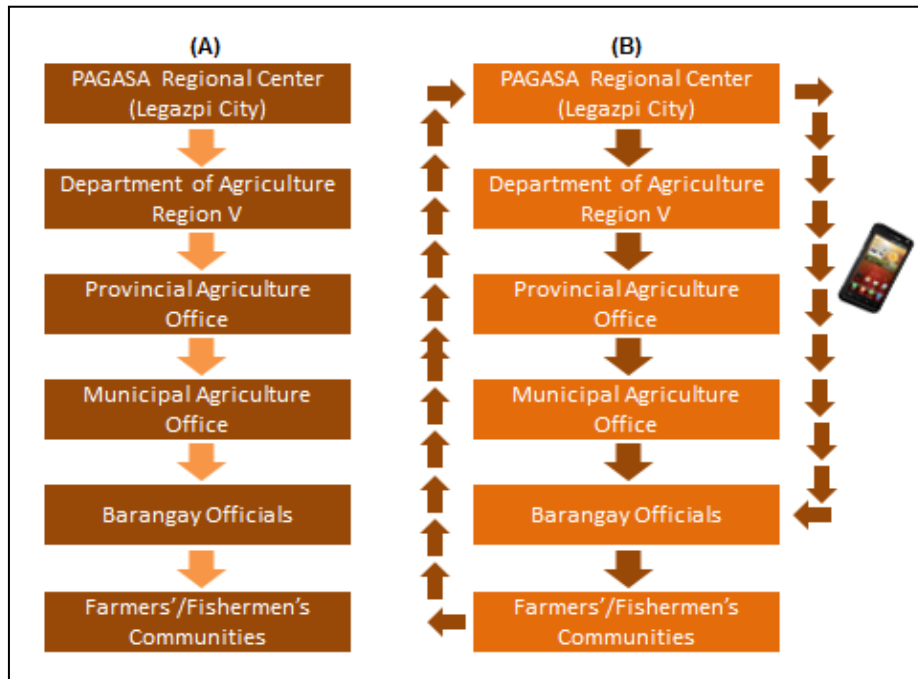 (A)
PAGASA Regional Center
(Legazpi City)
Department of Agriculture
Region V
Provincial Agriculture
Office
Municipal Agriculture
Office
Barangay Officials
Farmers’/Fishermen’s
Communities
(B)
PAGASA Regional Center
(Legazpi City)
Department of Agriculture
Region V
Provincial Agriculture
Office
Municipal Agriculture
Office
Barangay Officials
Farmers’/Fishermen’s
Communities